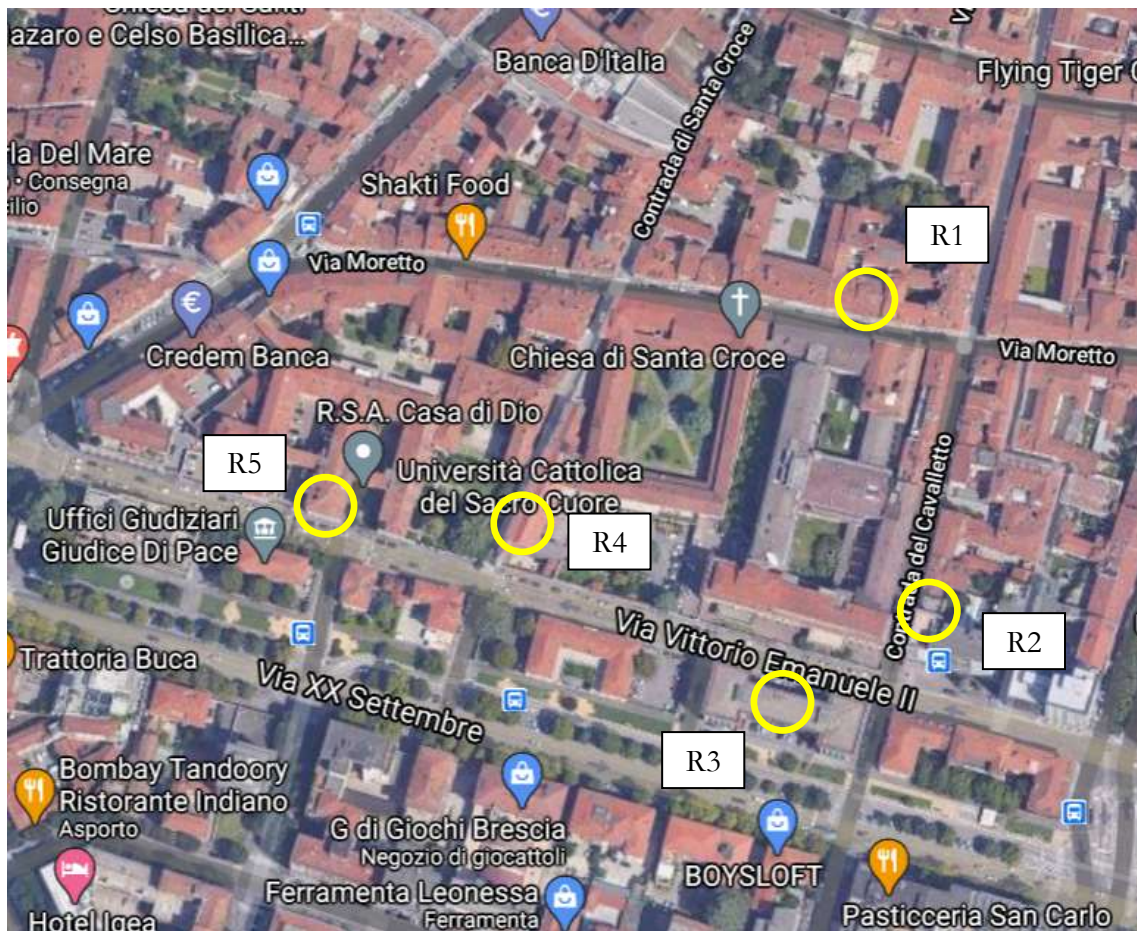 Chiesa dei Santi
azaro e Celso Basilica...
Banca D'Italia
Contrada di Santa Croce
Flying Tiger
rla Del Mare
Consegna
cilio
Shakti Food
R1
Via Moretto
€
Credem Banca
Chiesa di Santa Croce
Via Moretto
R.S.A. Casa di Dio
R5
Università Cattolica
del Sacro Cuore
Uffici Giudiziari
Giudice Di Pace
R4
Contrada del Cavalletto
R2
Trattoria Buca
Via XX Settembre
Via Vittorio Emanuele II
R3
Bombay Tandoory
Ristorante Indiano
Asporto
G di Giochi Brescia
Negozio di giocattoli
BOYSLOFT
Ferramenta Leonessa
Ferramenta
Hotel Igea
Pasticceria San Carlo